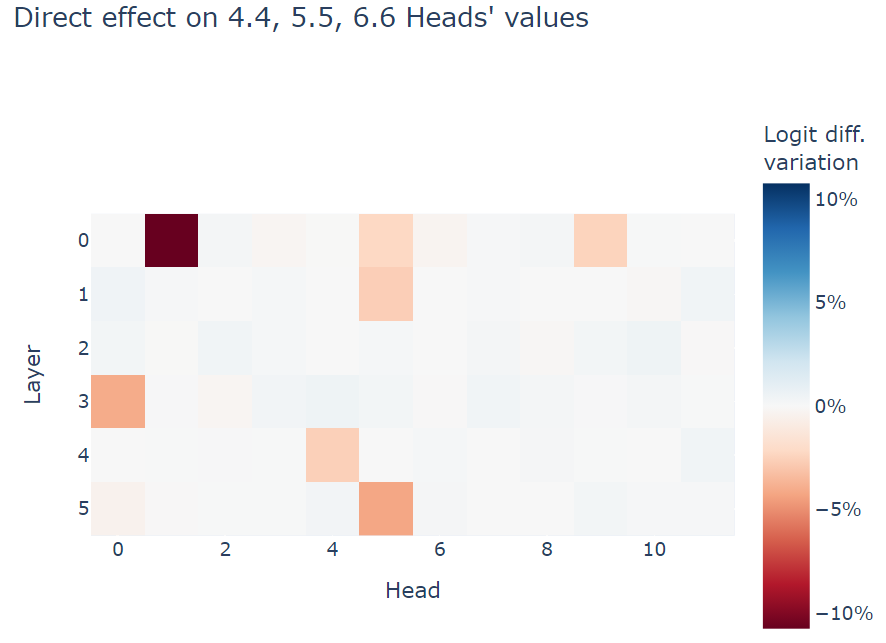 Direct effect on 4.4, 5.5, 6.6 Heads' values
Logit diff.
variation
10%
5%
0%
−5%
−10%
Layer
0
1
2
3
4
5
0 2 4 6 8 10
Head